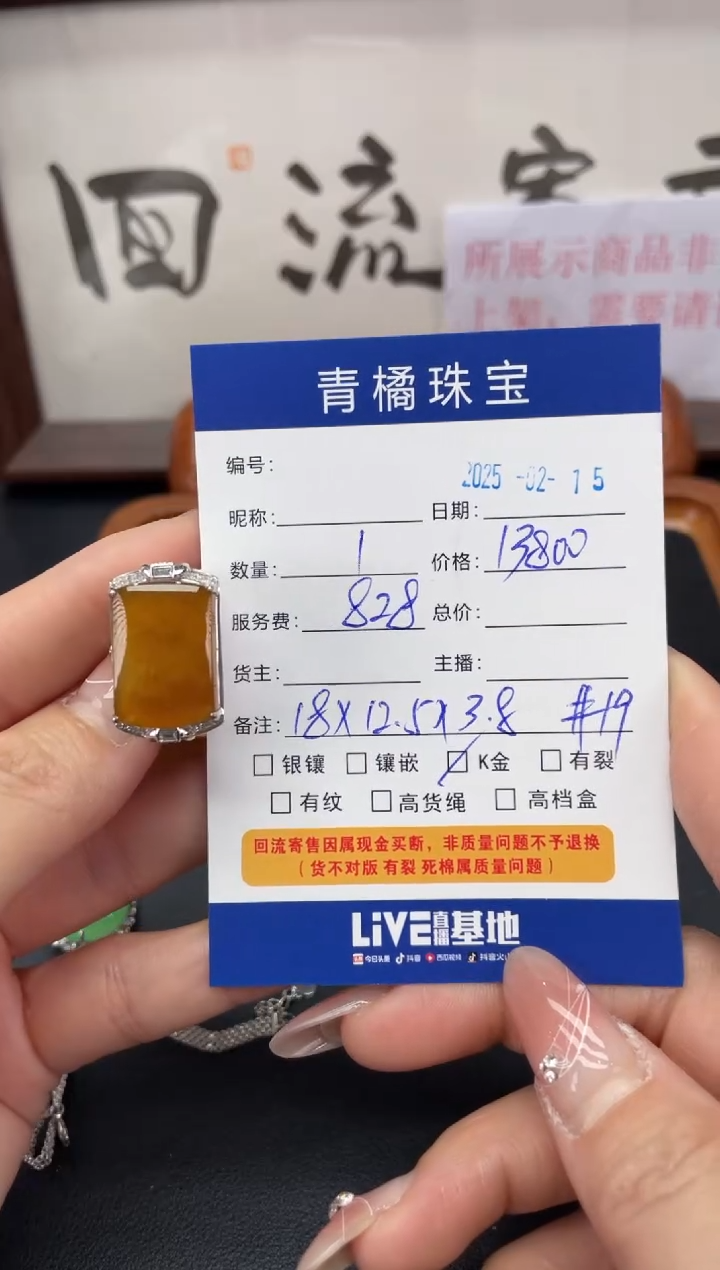 回流客
所展示商品非
上架,需要请
青橘珠宝
编号:
2025-02-15
昵称: 日期:
数量: 1 价格: 13800
服务费: 828 总价:
货主: 主播:
备注: 18X12.5X3.8 #19
银镶 镶嵌 K金 有裂
有纹 高货绳 高档盒
回流寄售因属现金买断，非质量问题不予退换
(货不对版 有裂 死棉属质量问题)
LiVE直播基地
今日头条 抖音 西瓜视频 抖音火山